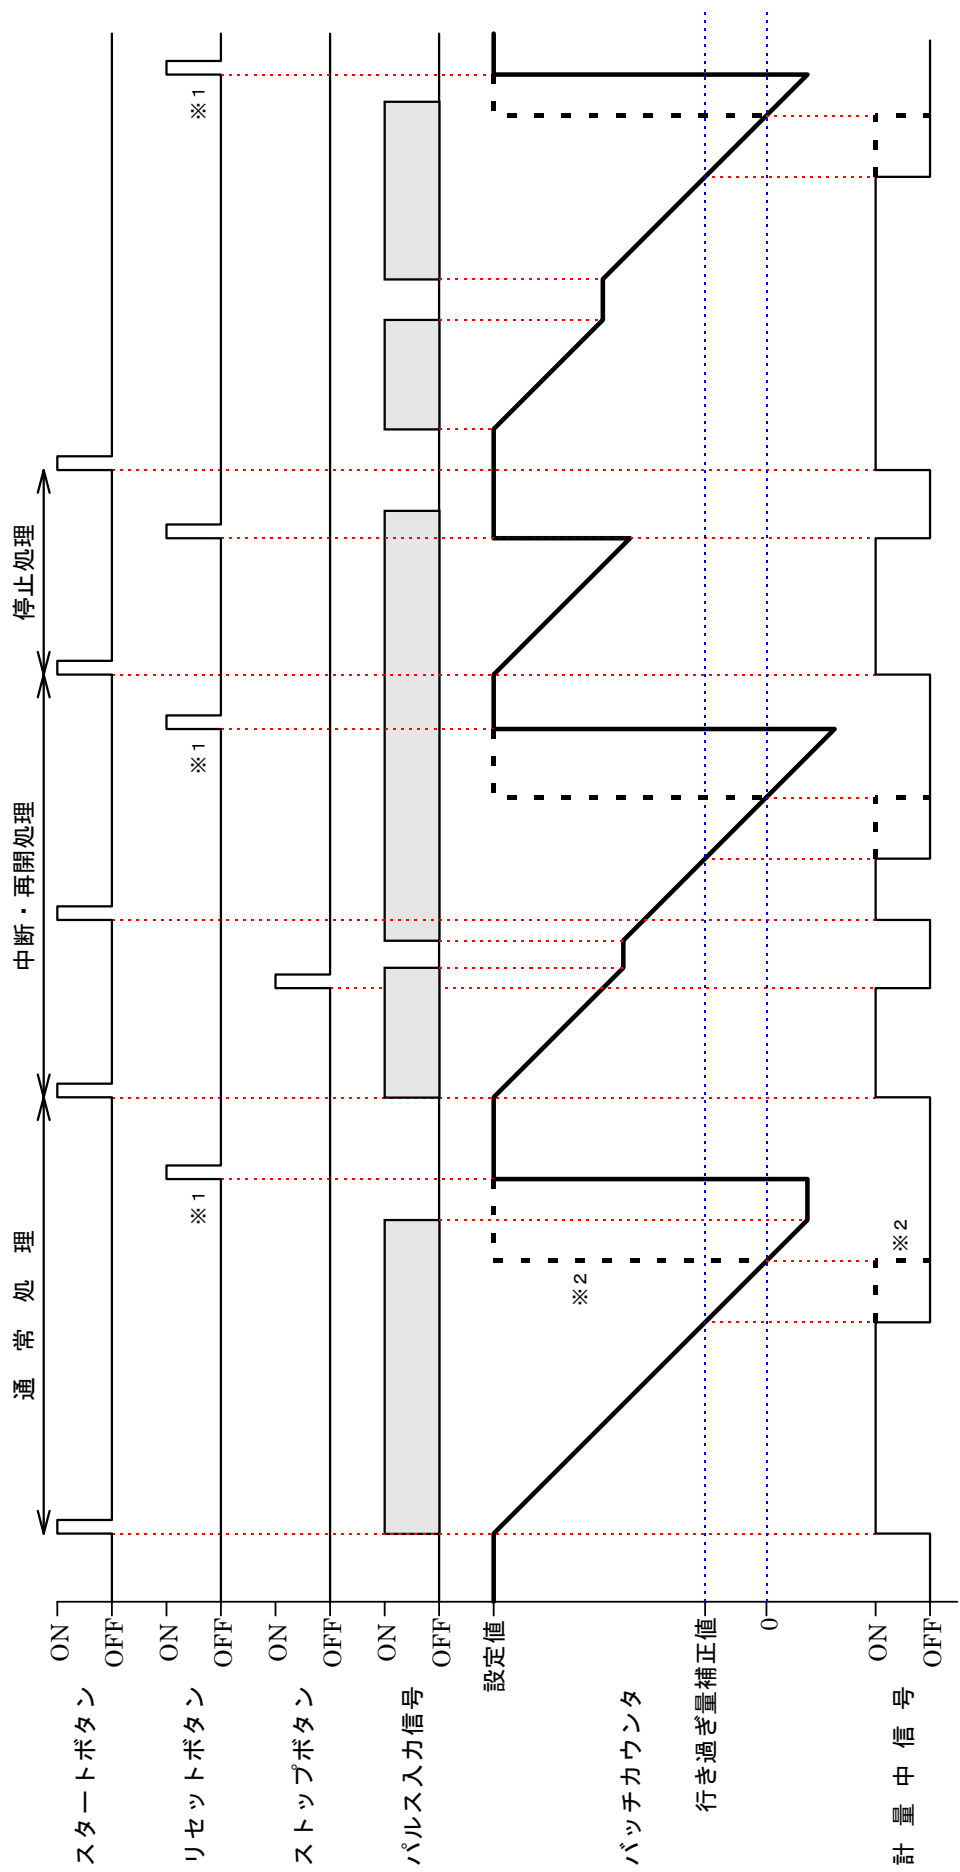 通常処理
中断・再開処理
停止処理
スタートボタン
ON
OFF
リセットボタン
ON
OFF
※1
※1
※1
ストップボタン
ON
OFF
パルス入力信号
ON
OFF
バッチカウンタ
設定値
※2
行き過ぎ量補正値
0
計量中信号
ON
OFF
※2